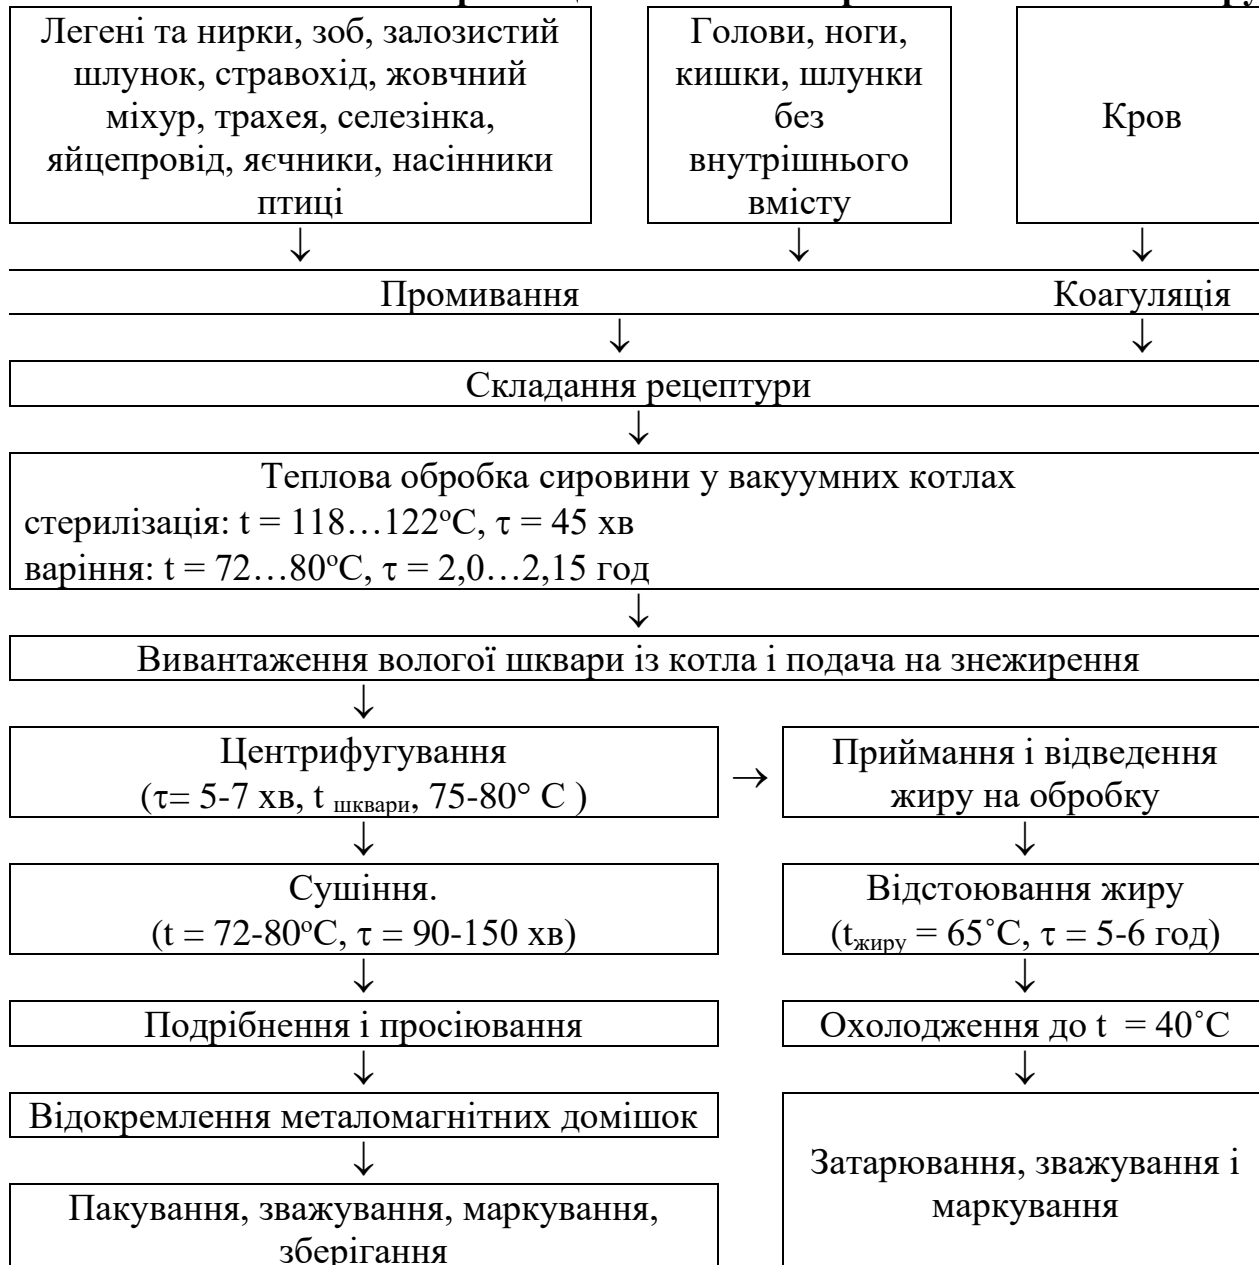 Легені та нирки, зоб, залозистий
шлунок, стравохід, жовчний
міхур, трахея, селезінка,
яйцепровід, яєчники, насінники
птиці
Голови, ноги,
кишки, шлунки
без
внутрішнього
вмісту
Кров
Промивання
Коагуляція
Складання рецептури
Теплова обробка сировини у вакуумних котлах
стерилізація: t = 118…122ºС, τ = 45 хв
варіння: t = 72…80ºС, τ = 2,0…2,15 год
Вивантаження вологої шквари із котла і подача на знежирення
Центрифугування
(τ= 5-7 хв, t шквари, 75-80° С )
→
Приймання і відведення
жиру на обробку
Сушіння.
(t = 72-80ºС, τ = 90-150 хв)
Відстоювання жиру
(tжиру = 65˚С, τ = 5-6 год)
Подрібнення і просіювання
Охолодження до t = 40˚С
Відокремлення металомагнітних домішок
Затарювання, зважування і
маркування
Пакування, зважування, маркування,
зберігання